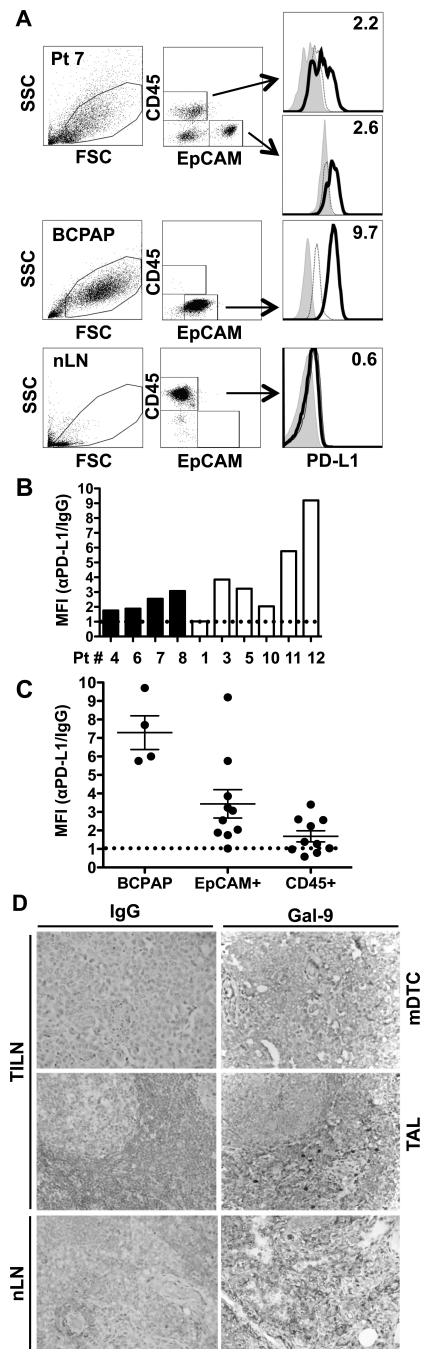 A
Pt 7
SSC
FSC
CD45
EpCAM
2.2
2.6
BCPAP
SSC
FSC
CD45
EpCAM
9.7
nLN
SSC
FSC
CD45
EpCAM
0.6
PD-L1
B
MFI (αPD-L1/IgG)
10
9
8
7
6
5
4
3
2
1
0
Pt # 4 6 7 8 1 3 5 10 11 12
C
MFI (αPD-L1/IgG)
10
9
8
7
6
5
4
3
2
1
0
BCPAP EpCAM+ CD45+
D
IgG Gal-9
TILN
mDTC
TAL
nLN